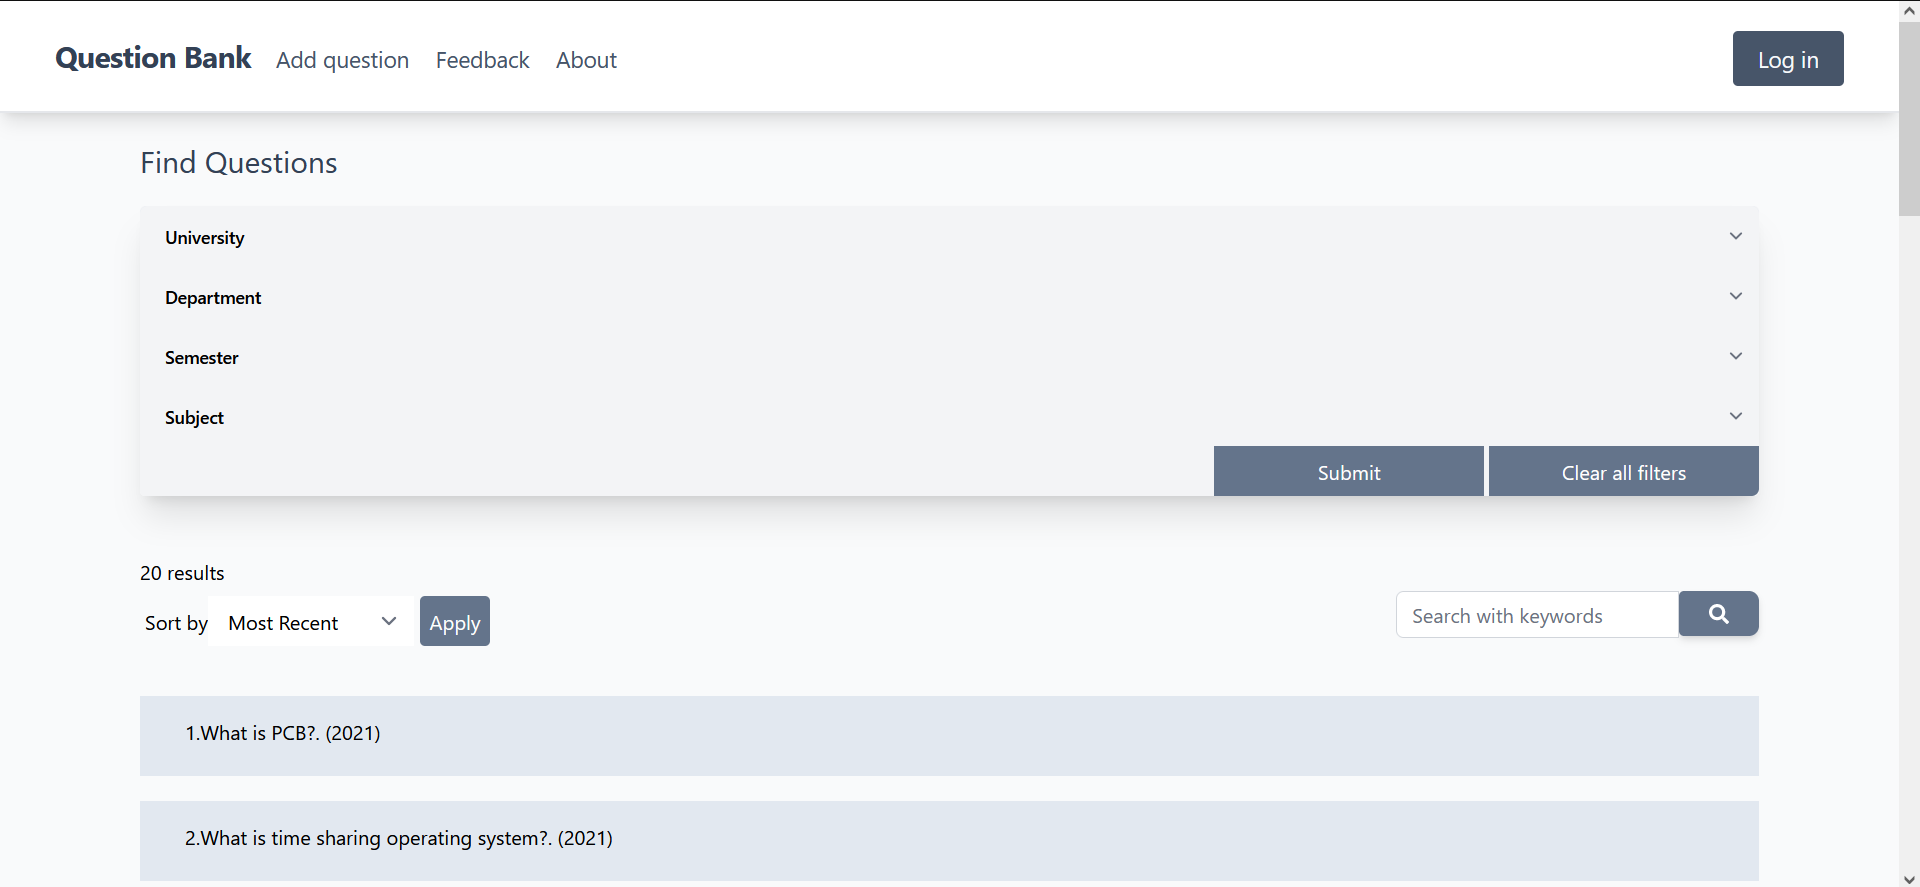 Question Bank Add question Feedback About Log in
Find Questions
University
Department
Semester
Subject
Submit Clear all filters
20 results
Sort by Most Recent Apply Search with keywords
1.What is PCB?. (2021)
2.What is time sharing operating system?. (2021)